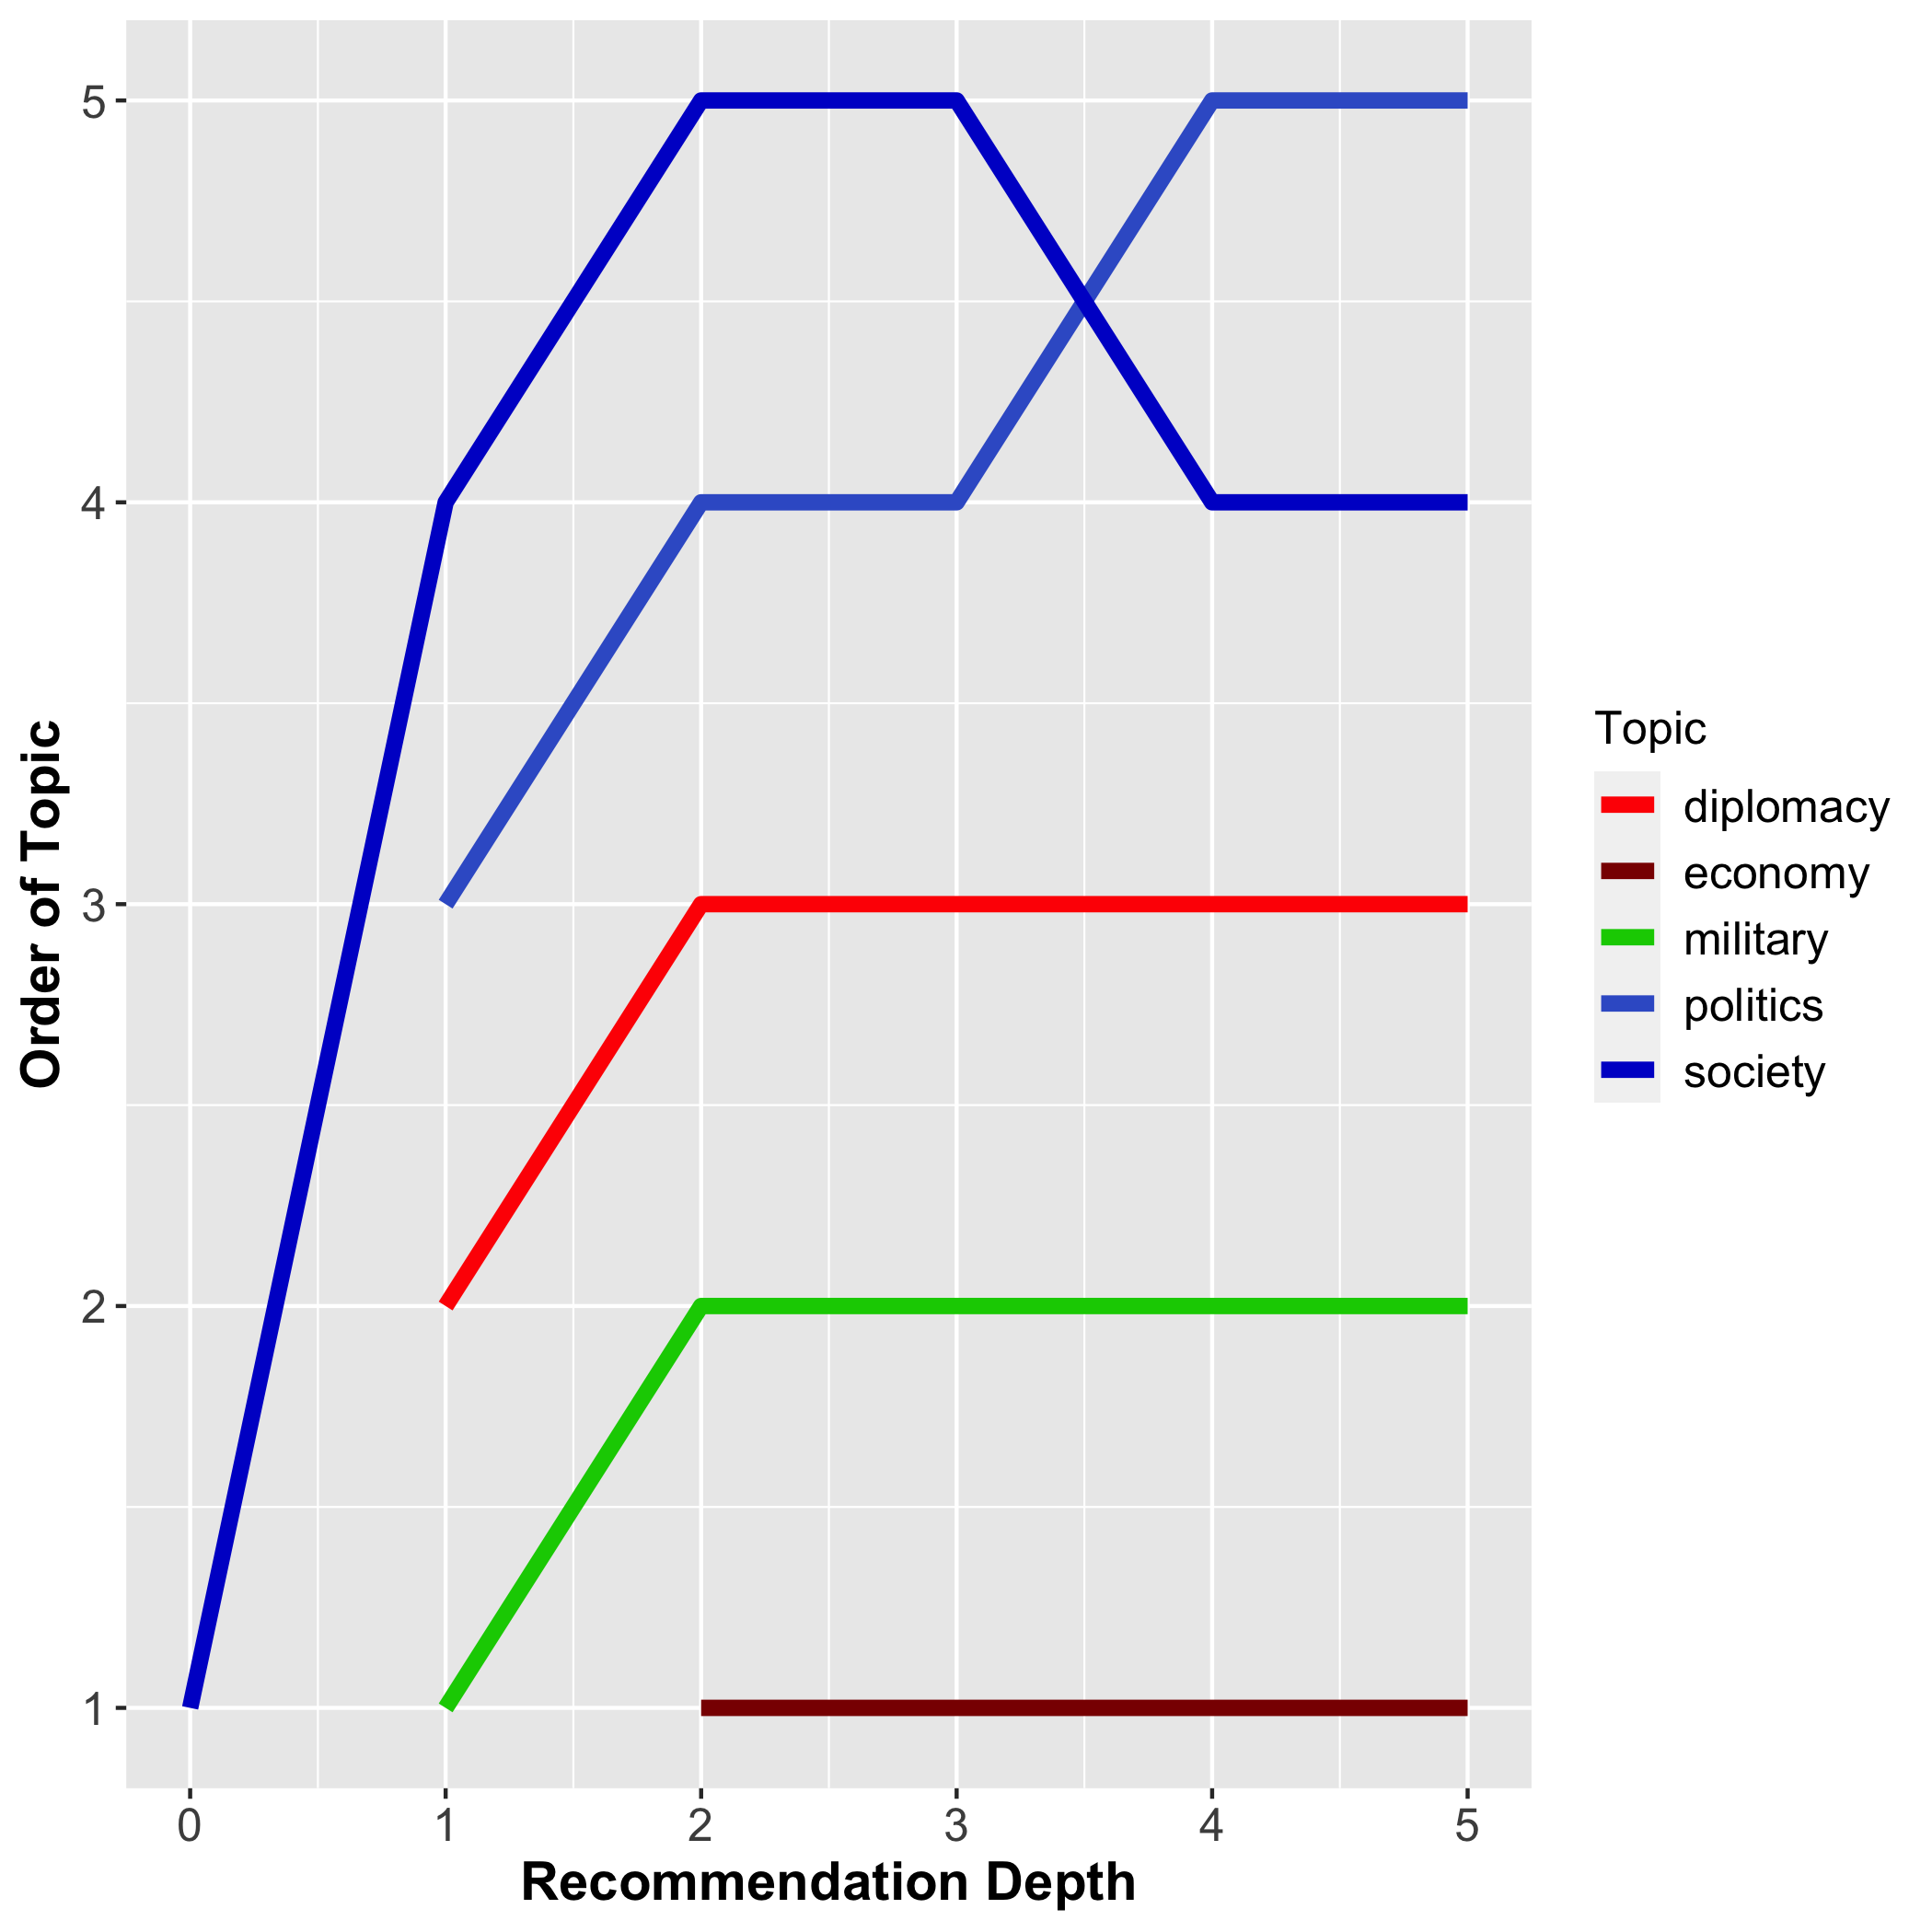 5
4
3
2
1
Order of Topic
0 1 2 3 4 5
Recommendation Depth
Topic
diplomacy
economy
military
politics
society